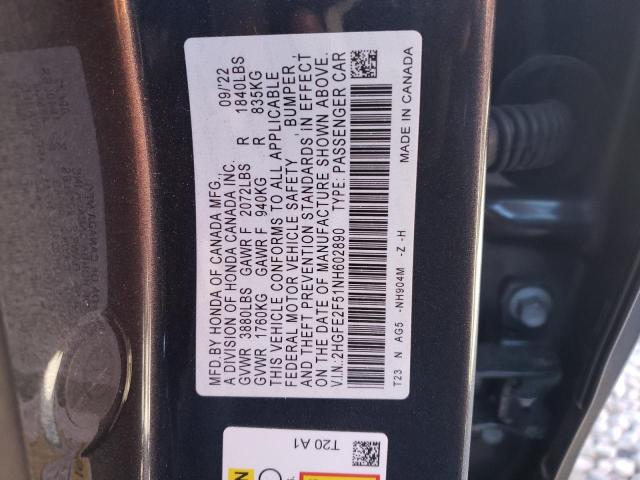 MFD.BY HONDA OF CANADA MFG., 09/'22
A DIVISION OF HONDA CANADA INC.
GVWR 3880LBS GAWR F 2072LBS R 1840LBS
GVWR 1760KG GAWR F 940KG R 835KG
THIS VEHICLE CONFORMS TO ALL APPLICABLE
FEDERAL MOTOR VEHICLE SAFETY , BUMPER,
AND THEFT PREVENTION STANDARDS IN EFFECT
ON THE DATE OF MANUFACTURE SHOWN ABOVE.
V.I.N.:2HGFE2F51NH602890 TYPE: PASSENGER CAR
T23 N AG5 -NH904M -Z -H MADE IN CANADA
T20 A1